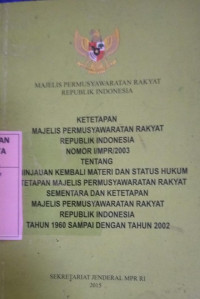 MAJELIS PERMUSYAWARATAN RAKYAT
REPUBLIK INDONESIA
KETETAPAN
MAJELIS PERMUSYAWARATAN RAKYAT
REPUBLIK INDONESIA
NOMOR I/MPR/2003
TENTANG
NINJAUAN KEMBALI MATERI DAN STATUS HUKUM
ETAPAN MAJELIS PERMUSYAWARATAN RAKYAT
SEMENTARA DAN KETETAPAN
MAJELIS PERMUSYAWARATAN RAKYAT
REPUBLIK INDONESIA
TAHUN 1960 SAMPAI DENGAN TAHUN 2002
SEKRETARIAT JENDERAL MPR RI